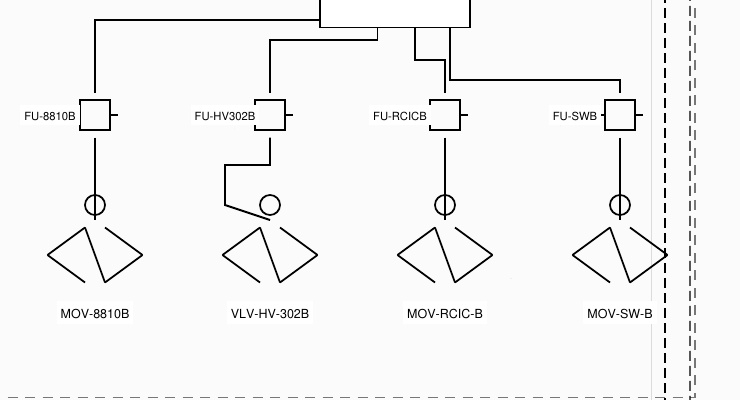 FU-8810B
FU-HV302B
FU-RCICB
FU-SWB
MOV-8810B
VLV-HV-302B
MOV-RCIC-B
MOV-SW-B